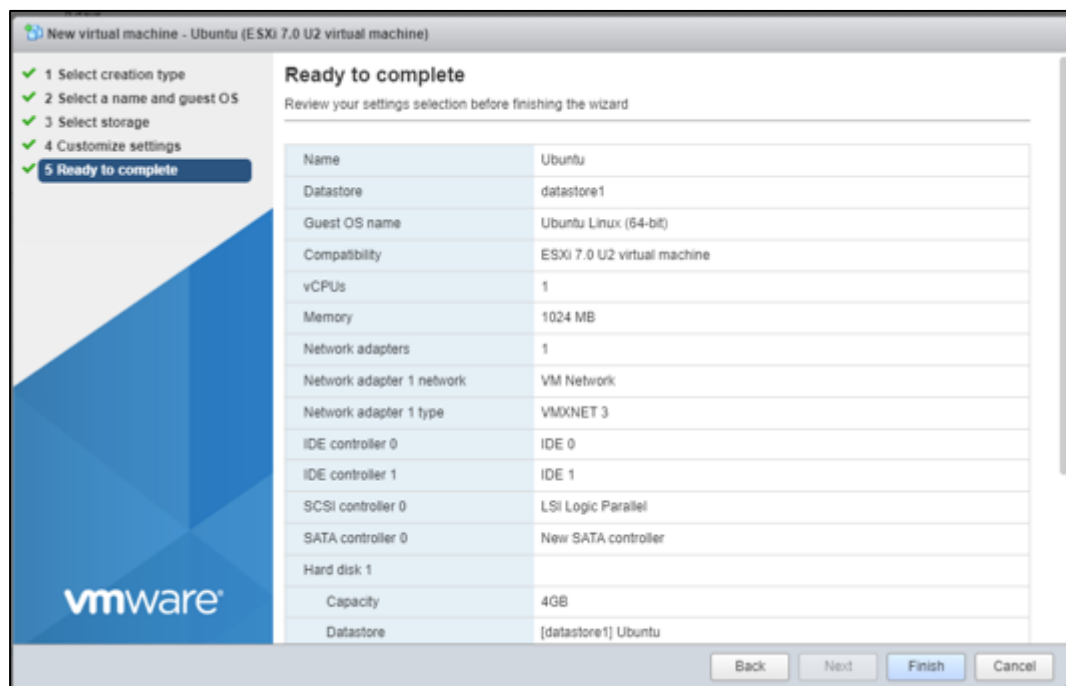 New virtual machine - Ubuntu (ESXi 7.0 U2 virtual machine)
1 Select creation type
2 Select a name and guest OS
3 Select storage
4 Customize settings
5 Ready to complete
vmware
Ready to complete
Review your settings selection before finishing the wizard
Name Ubuntu
Datastore datastore1
Guest OS name Ubuntu Linux (64-bit)
Compatibility ESXi 7.0 U2 virtual machine
vCPUs 1
Memory 1024 MB
Network adapters 1
Network adapter 1 network VM Network
Network adapter 1 type VMXNET 3
IDE controller 0 IDE 0
IDE controller 1 IDE 1
SCSI controller 0 LSI Logic Parallel
SATA controller 0 New SATA controller
Hard disk 1
Capacity 4GB
Datastore [datastore1] Ubuntu
Back Next Finish Cancel